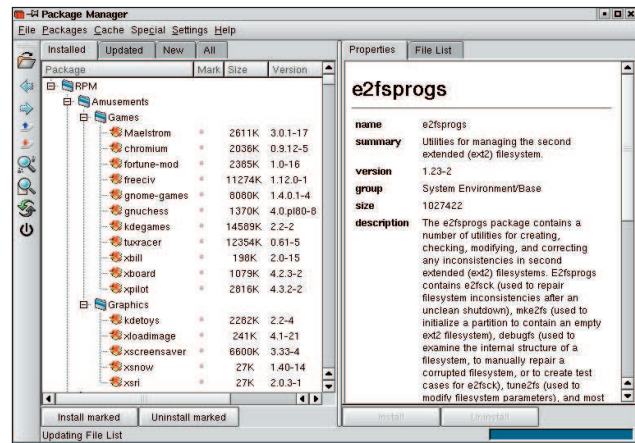 Package Manager
File Packages Cache Special Settings Help
Installed Updated New All
Package Mark Size Version
RPM
Amusements
Games
Maelstrom 2611K 3.0.1-17
chromium 2036K 0.9.12-5
fortune-mod 2385K 1.0-16
freeciv 11274K 1.12.0-1
gnome-games 8080K 1.4.0.1-4
gnuchess 1370K 4.0.pl80-8
kdegames 14589K 2.2-2
tuxracer 12354K 0.61-5
xbill 198K 2.0-15
xboard 1079K 4.2.3-2
xpilot 2816K 4.3.2-2
Graphics
kdetoys 2282K 2.2-4
xloadimage 241K 4.1-21
xscreensaver 6600K 3.33-4
xsnow 27K 1.40-14
xsri 27K 2.0.3-1
Install marked Uninstall marked
Updating File List
Properties File List
e2fsprogs
name e2fsprogs
summary Utilities for managing the second
extended (ext2) filesystem.
version 1.23-2
group System Environment/Base
size 1027422
description The e2fsprogs package contains a
number of utilities for creating,
checking, modifying, and correcting
any inconsistencies in second
extended (ext2) filesystems. E2fsprogs
contains e2fsck (used to repair
filesystem inconsistencies after an
unclean shutdown), mke2fs (used to
initialize a partition to contain an empty
ext2 filesystem), debugfs (used to
examine the internal structure of a
filesystem, to manually repair a
corrupted filesystem, or to create test
cases for e2fsck), tune2fs (used to
modify filesystem parameters), and most
Install Uninstall